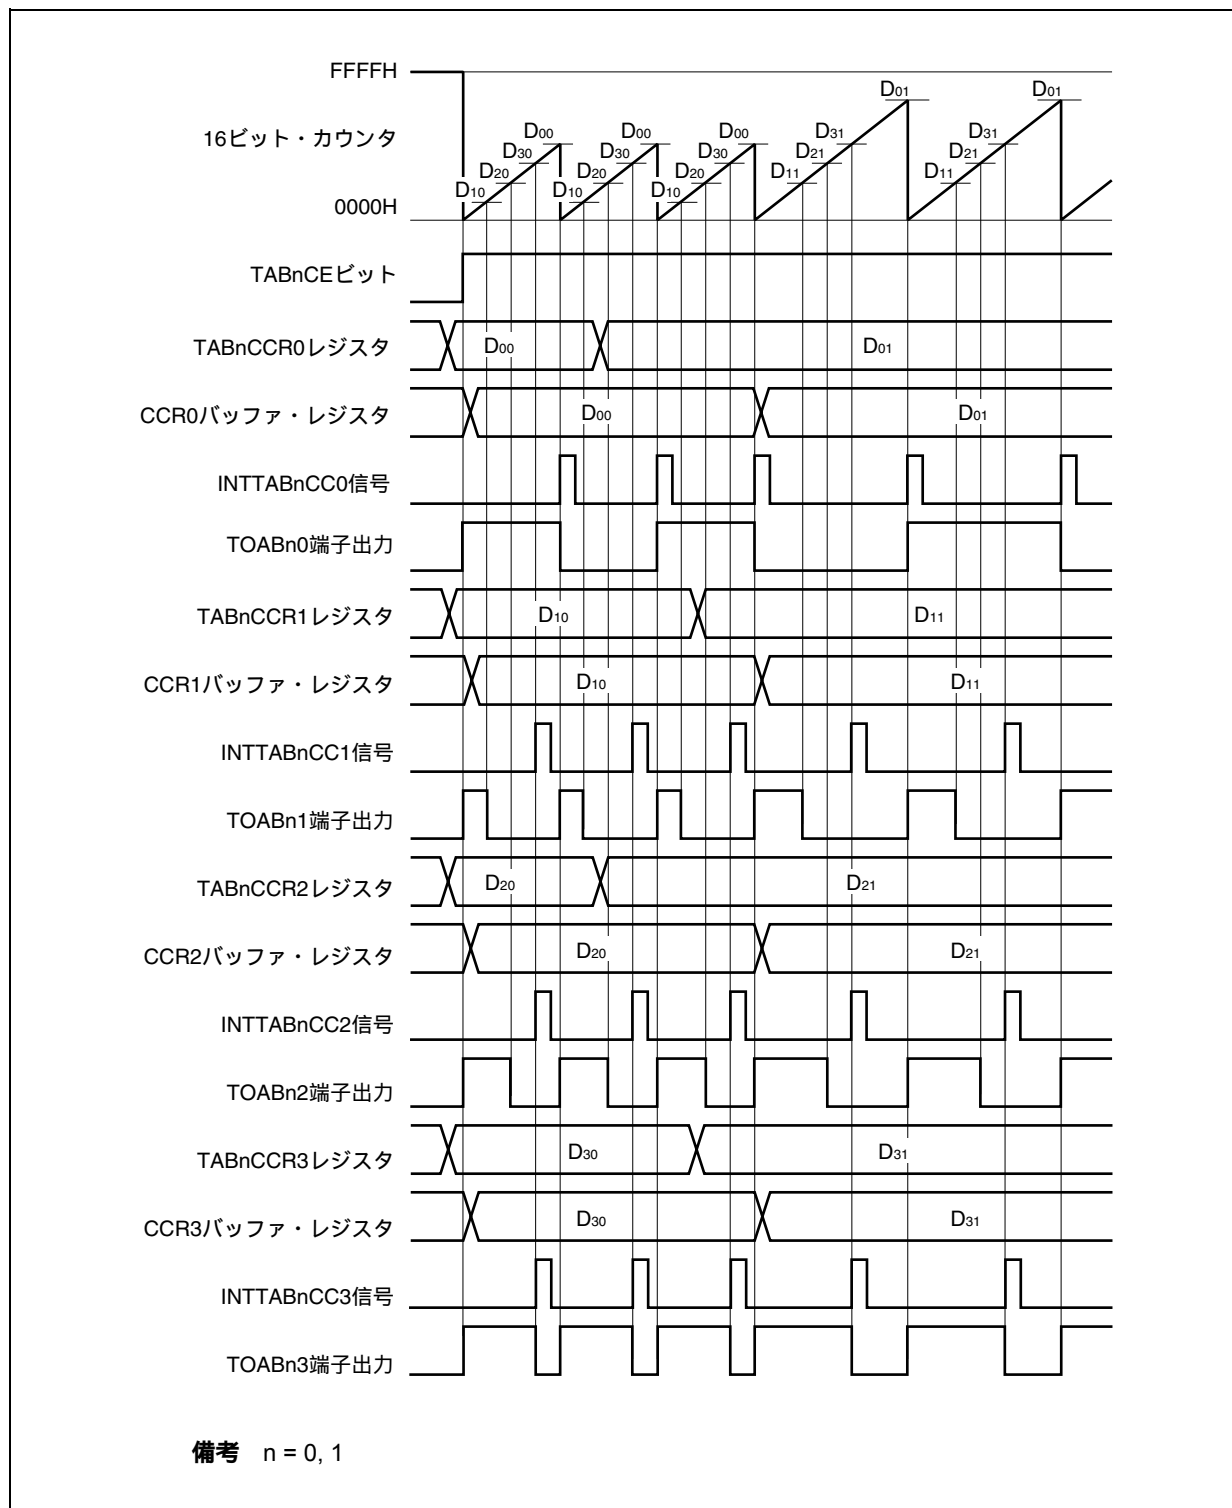 FFFFH
D01
D01
16ビット・カウンタ
D00
D00
D00
D31
D31
D30
D30
D30
D21
D21
D20
D20
D20
D11
D11
D10
D10
D10
0000H
TABnCEビット
TABnCCR0レジスタ
D00
D01
CCR0バッファ・レジスタ
D00
D01
INTTABnCC0信号
TOABn0端子出力
TABnCCR1レジスタ
D10
D11
CCR1バッファ・レジスタ
D10
D11
INTTABnCC1信号
TOABn1端子出力
TABnCCR2レジスタ
D20
D21
CCR2バッファ・レジスタ
D20
D21
INTTABnCC2信号
TOABn2端子出力
TABnCCR3レジスタ
D30
D31
CCR3バッファ・レジスタ
D30
D31
INTTABnCC3信号
TOABn3端子出力
備考 n = 0, 1